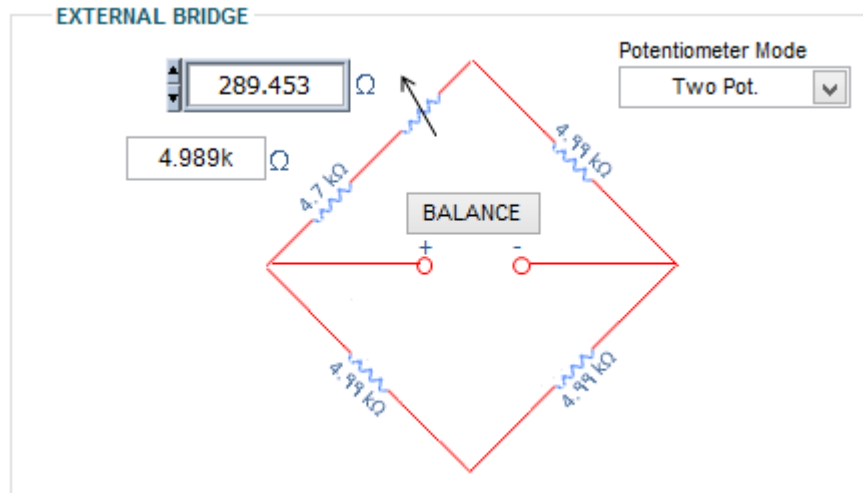 EXTERNAL BRIDGE
Potentiometer Mode
289.453 Ω
Two Pot.
4.989k Ω
4.7 kΩ
4.99 kΩ
BALANCE
+ -
4.99 kΩ
4.99 kΩ